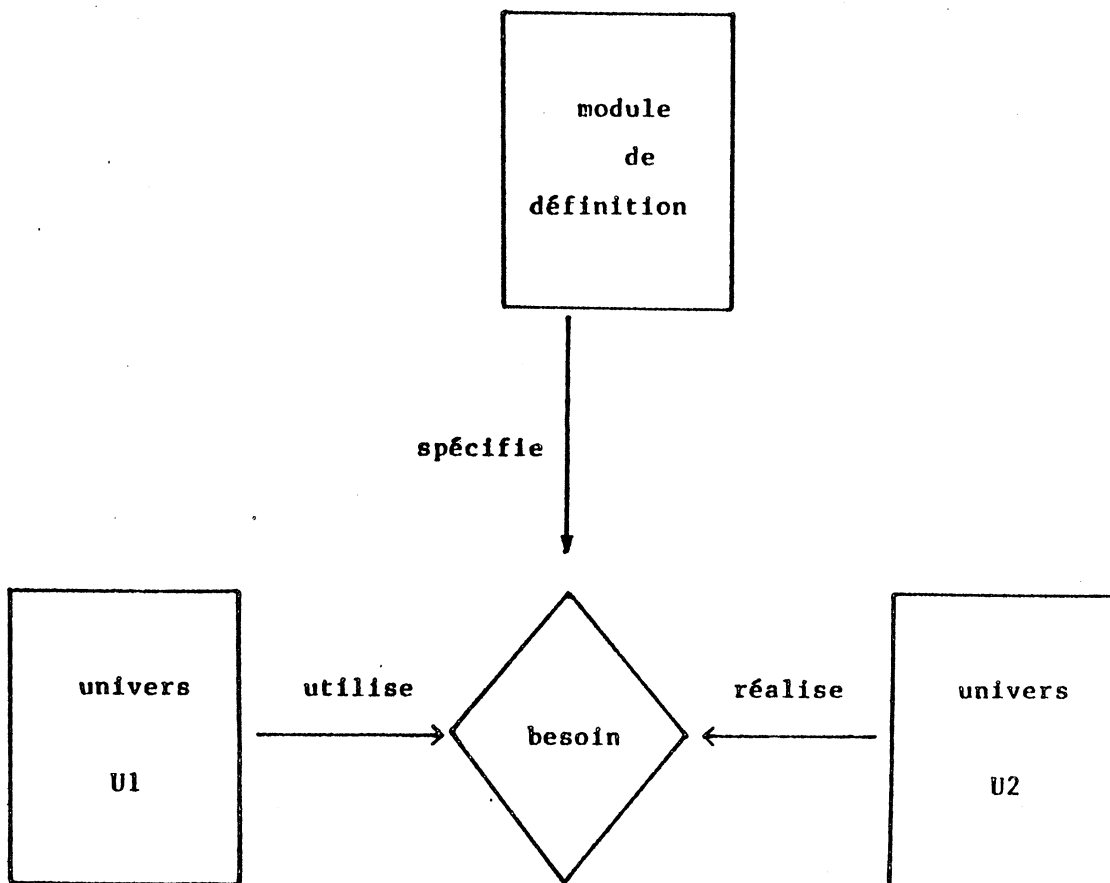 module
de
définition
spécifie
univers
U1
utilise
besoin
réalise
univers
U2